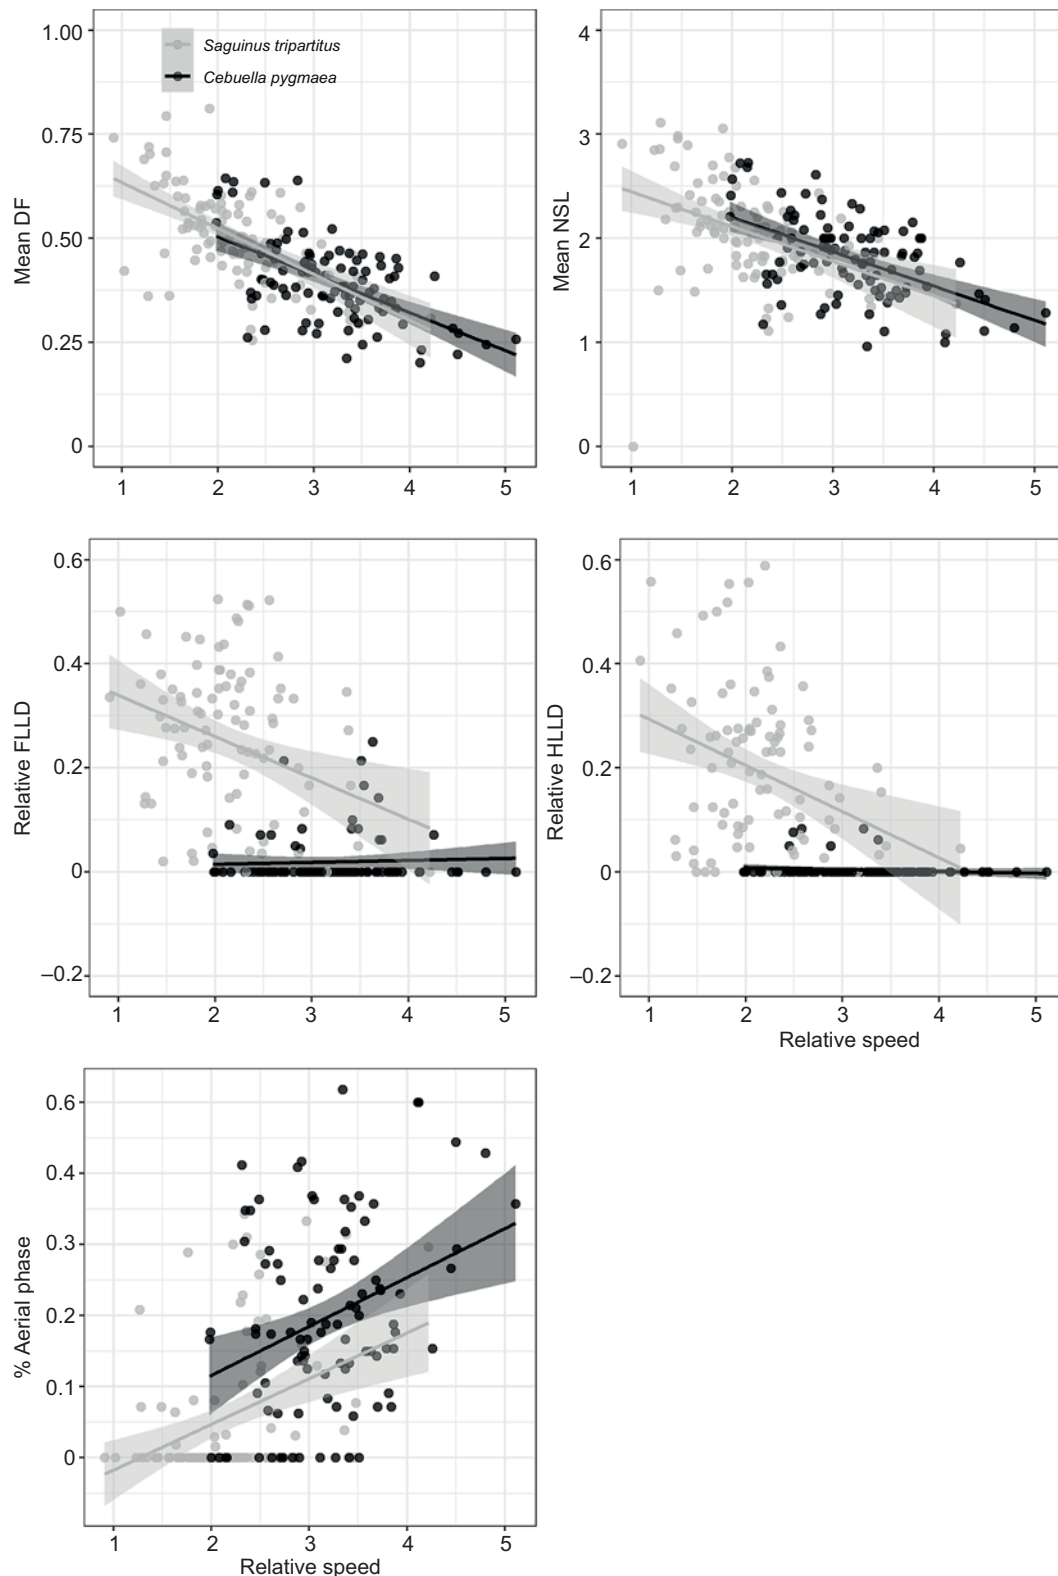 1.00
0.75
0.50
0.25
0
Mean DF
Saguinus tripartitus
Cebuella pygmaea
1 2 3 4 5
4
3
2
1
0
Mean NSL
1 2 3 4 5
0.6
0.4
0.2
0
–0.2
Relative FLLD
1 2 3 4 5
0.6
0.4
0.2
0
–0.2
Relative HLLD
1 2 3 4 5
Relative speed
0.6
0.4
0.3
0.2
0.1
0
% Aerial phase
1 2 3 4 5
Relative speed